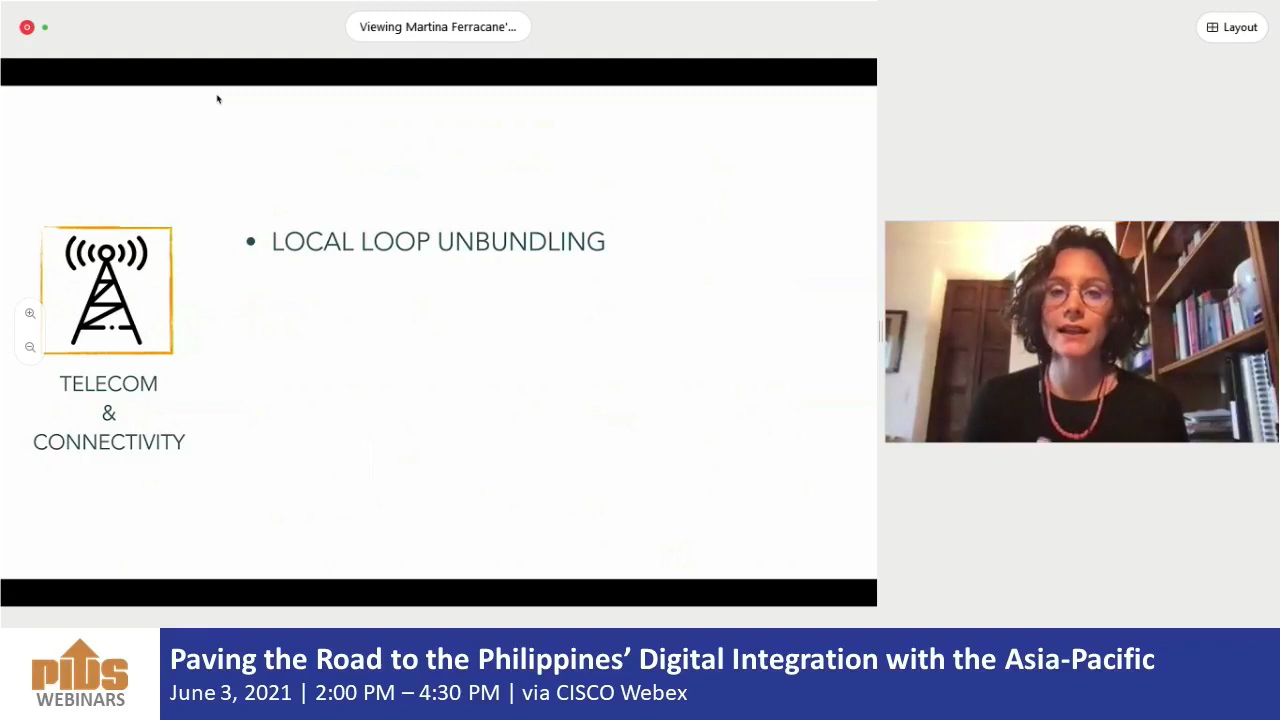 Viewing Martina Ferracane'...
Layout
• LOCAL LOOP UNBUNDLING
TELECOM
&
CONNECTIVITY
PIDS
WEBINARS
Paving the Road to the Philippines’ Digital Integration with the Asia-Pacific
June 3, 2021 | 2:00 PM – 4:30 PM | via CISCO Webex